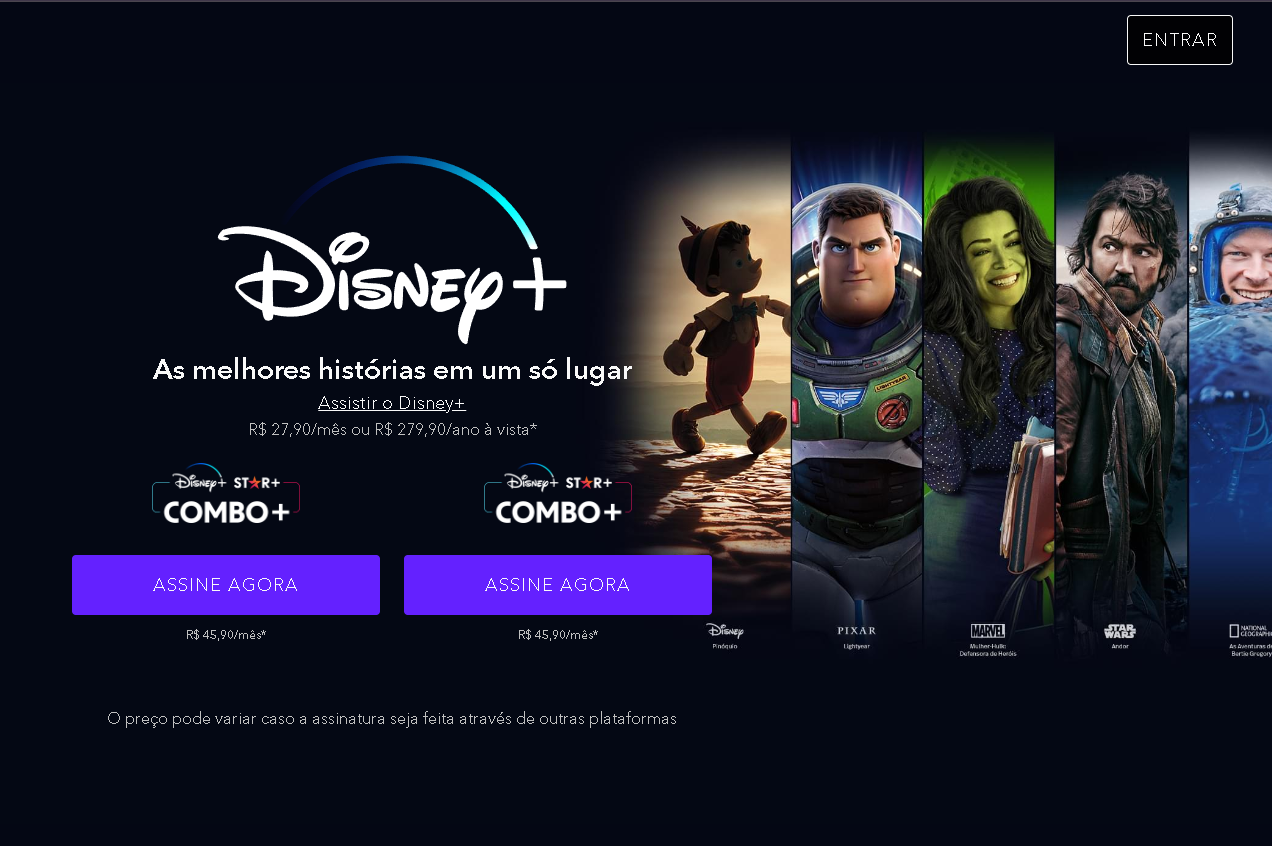 ENTRAR
Disney+
As melhores histórias em um só lugar
Assistir o Disney+
R$ 27,90/mês ou R$ 279,90/ano à vista*
Disney+ STAR+
COMBO+
ASSINE AGORA
R$ 45,90/mês*
Disney+ STAR+
COMBO+
ASSINE AGORA
R$ 45,90/mês*
LIGHTYEAR
Disney
Pinóquio
PIXAR
Lightyear
MARVEL
Mulher-Hulk:
Defensora de Heróis
STAR
WARS
Andor
NATIONAL
GEOGRAPHIC
As Aventuras de
Bertie Gregory
O preço pode variar caso a assinatura seja feita através de outras plataformas